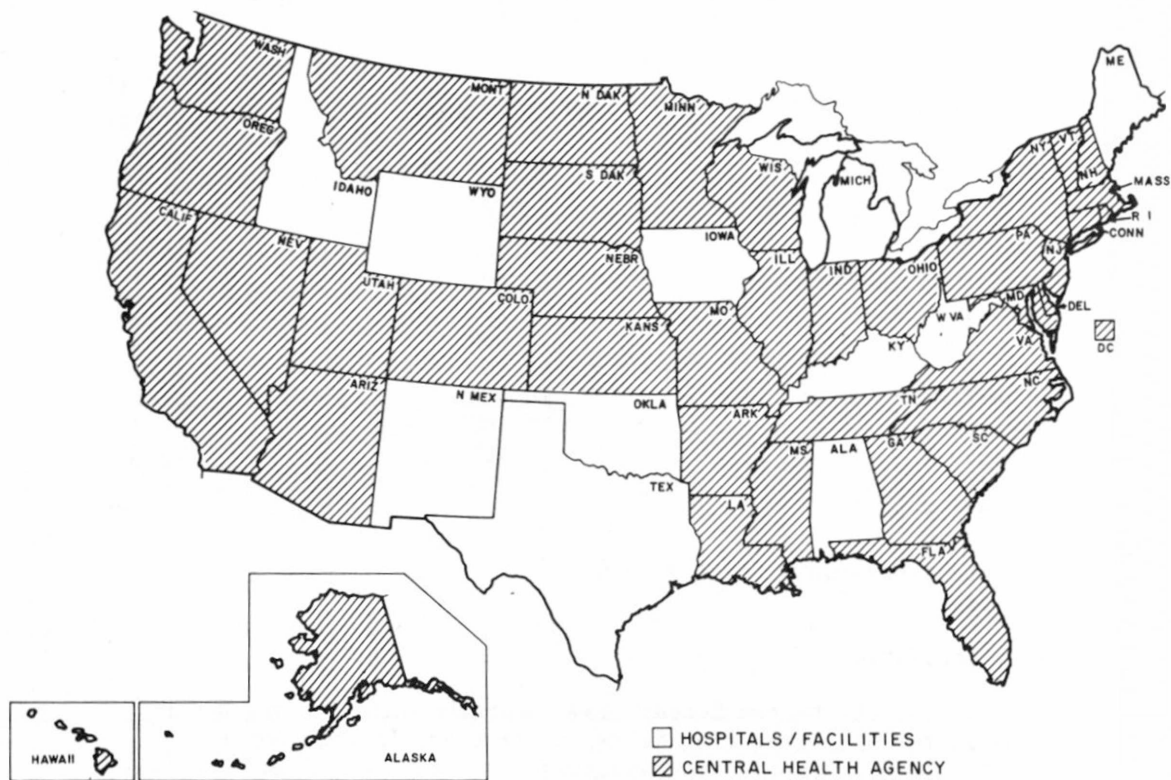 WASH
MONT
N DAK
MINN
ME
OREG
IDAHO
WYO
S DAK
WIS
MICH
NY
VT
NH
MASS
R I
CONN
CALIF
NEV
UTAH
COLO
NEBR
IOWA
ILL
IND
OHIO
PA
NJ
MD
DEL
DC
KANS
MO
KY
W VA
VA
ARIZ
N MEX
OKLA
ARK
TN
NC
TEX
LA
MS
ALA
GA
SC
FLA
HAWAII
ALASKA
HOSPITALS / FACILITIES
CENTRAL HEALTH AGENCY